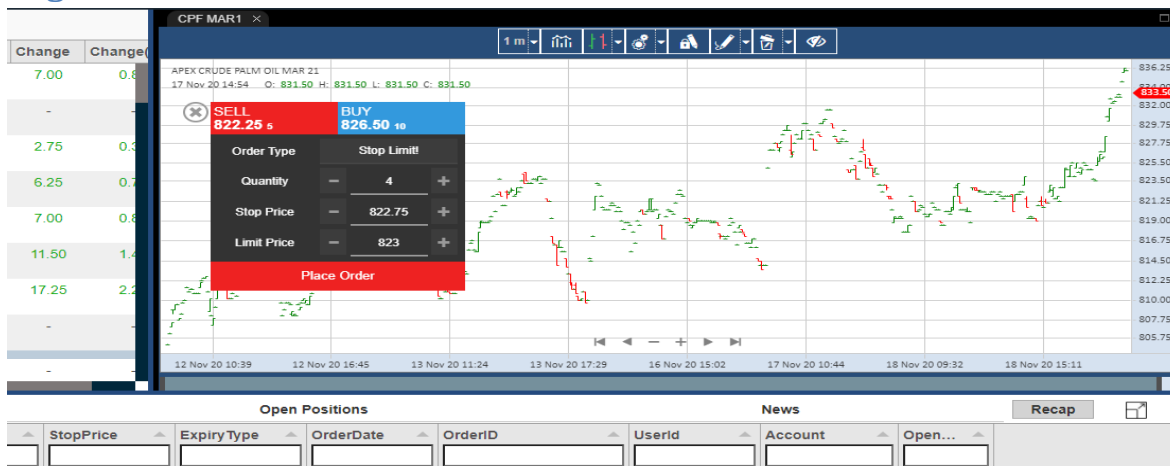 CPF MAR1 ×
1 m
Change Change(
7.00 0.8
- -
2.75 0.3
6.25 0.7
7.00 0.8
11.50 1.4
17.25 2.2
- -
- -
APEX CRUDE PALM OIL MAR 21
17 Nov 20 14:54 O: 831.50 H: 831.50 L: 831.50 C: 831.50
SELL BUY
822.25 5 826.50 10
Order Type Stop Limit!
Quantity − 4 +
Stop Price − 822.75 +
Limit Price − 823 +
Place Order
836.25
834.00
833.50
832.00
829.75
827.75
825.50
823.50
821.25
819.00
816.75
814.50
812.25
810.00
807.75
805.75
12 Nov 20 10:39 12 Nov 20 16:45 13 Nov 20 11:24 13 Nov 20 17:29 16 Nov 20 15:02 17 Nov 20 10:44 18 Nov 20 09:32 18 Nov 20 15:11
Open Positions News Recap
StopPrice ExpiryType OrderDate OrderID UserId Account Open...